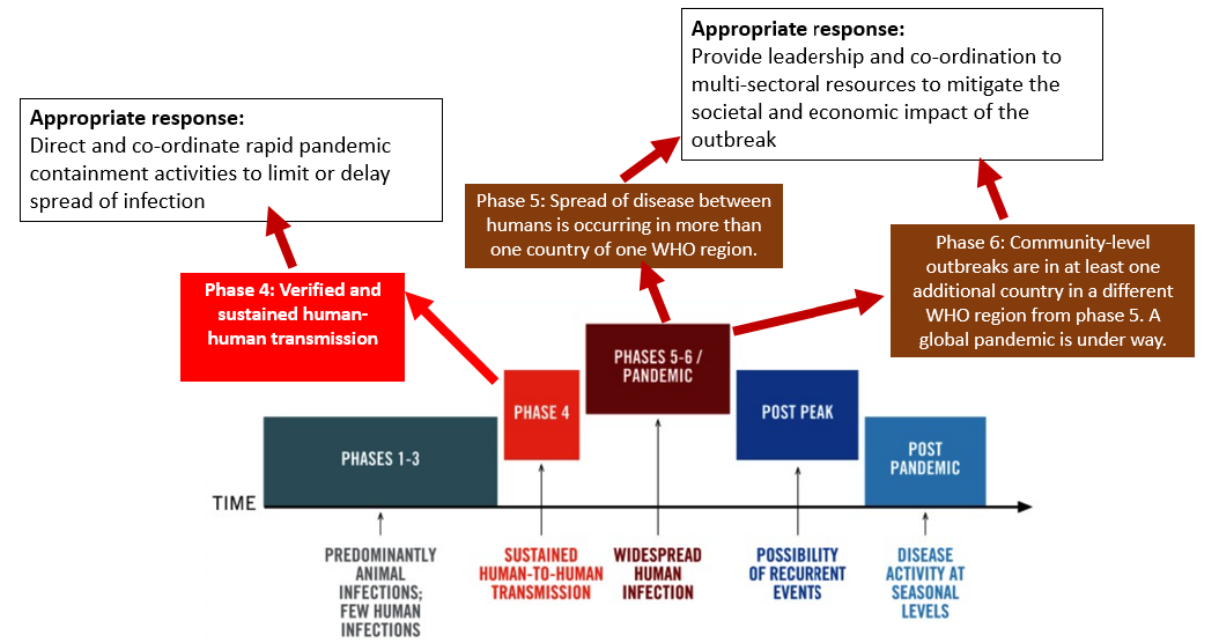 Appropriate response:
Provide leadership and co-ordination to
multi-sectoral resources to mitigate the
societal and economic impact of the
outbreak
Appropriate response:
Direct and co-ordinate rapid pandemic
containment activities to limit or delay
spread of infection
Phase 5: Spread of disease between
humans is occurring in more than
one country of one WHO region.
Phase 6: Community-level
outbreaks are in at least one
additional country in a different
WHO region from phase 5. A
global pandemic is under way.
Phase 4: Verified and
sustained human-
human transmission
PHASES 1-3
PHASE 4
PHASES 5-6 /
PANDEMIC
POST PEAK
POST
PANDEMIC
TIME
PREDOMINANTLY
ANIMAL
INFECTIONS;
FEW HUMAN
INFECTIONS
SUSTAINED
HUMAN-TO-HUMAN
TRANSMISSION
WIDESPREAD
HUMAN
INFECTION
POSSIBILITY
OF RECURRENT
EVENTS
DISEASE
ACTIVITY AT
SEASONAL
LEVELS